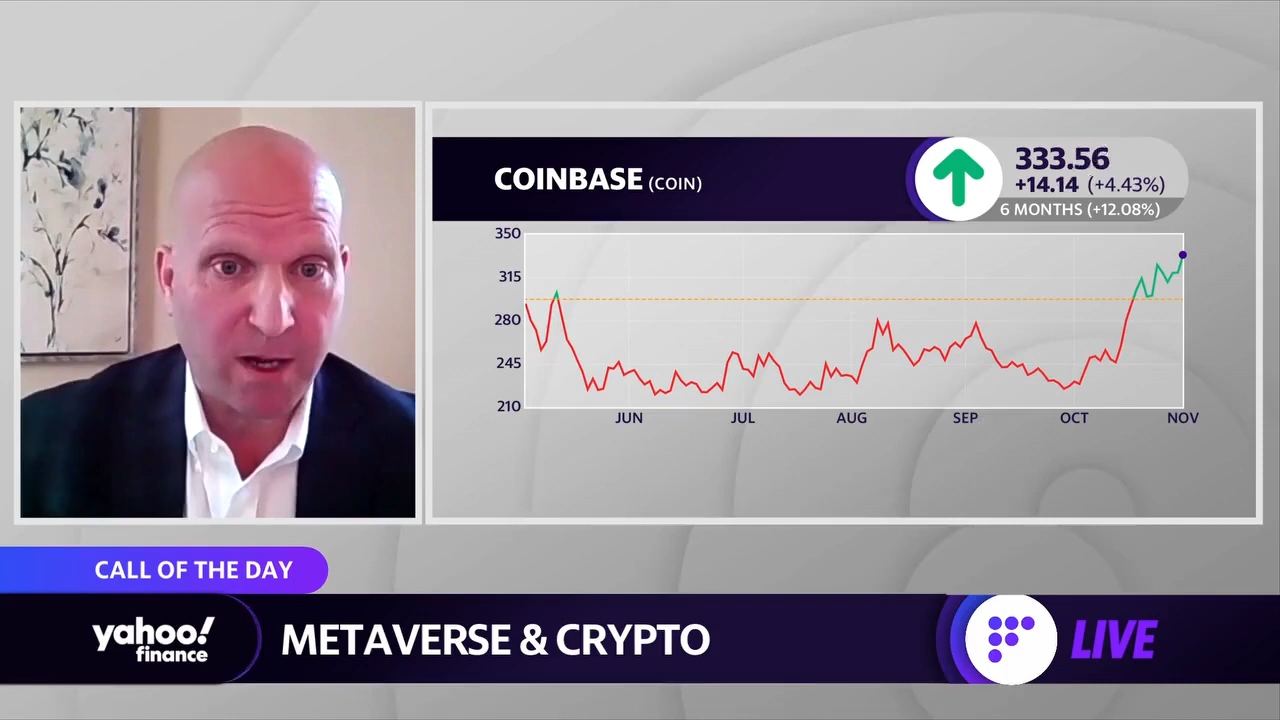 COINBASE (COIN)
333.56
+14.14 (+4.43%)
6 MONTHS (+12.08%)
350
315
280
245
210
JUN JUL AUG SEP OCT NOV
CALL OF THE DAY
yahoo!
finance
METAVERSE & CRYPTO
LIVE